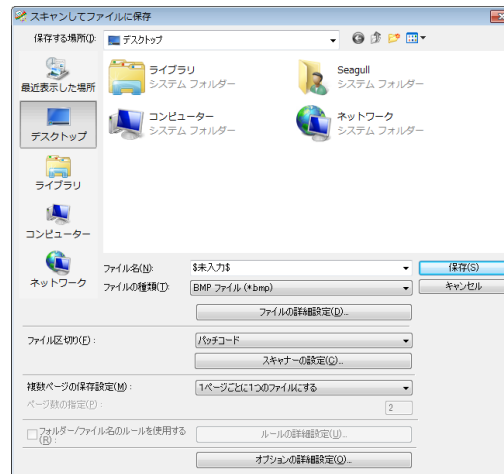 スキャンしてファイルに保存
保存する場所(I):
デスクトップ
最近表示した場所
デスクトップ
ライブラリ
コンピューター
ネットワーク
ライブラリ
システム フォルダー
Seagull
システム フォルダー
コンピューター
システム フォルダー
ネットワーク
システム フォルダー
ファイル名(N):
$未入力$
保存(S)
ファイルの種類(T):
BMP ファイル (*.bmp)
キャンセル
ファイルの詳細設定(D)...
ファイル区切り(F) :
パッチコード
スキャナーの設定(C)...
複数ページの保存設定(M) :
1ページごとに1つのファイルにする
ページ数の指定(P) :
2
フォルダー/ファイル名のルールを使用する(R) :
ルールの詳細設定(U)...
オプションの詳細設定(O)...